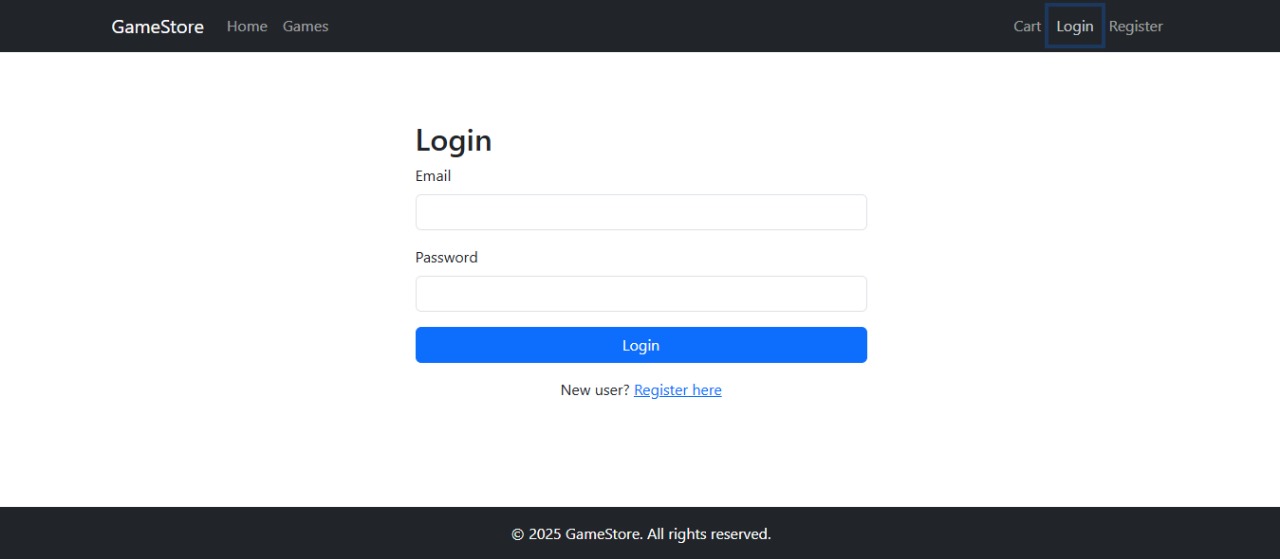 GameStore Home Games Cart Login Register
Login
Email
Password
Login
New user? Register here
© 2025 GameStore. All rights reserved.